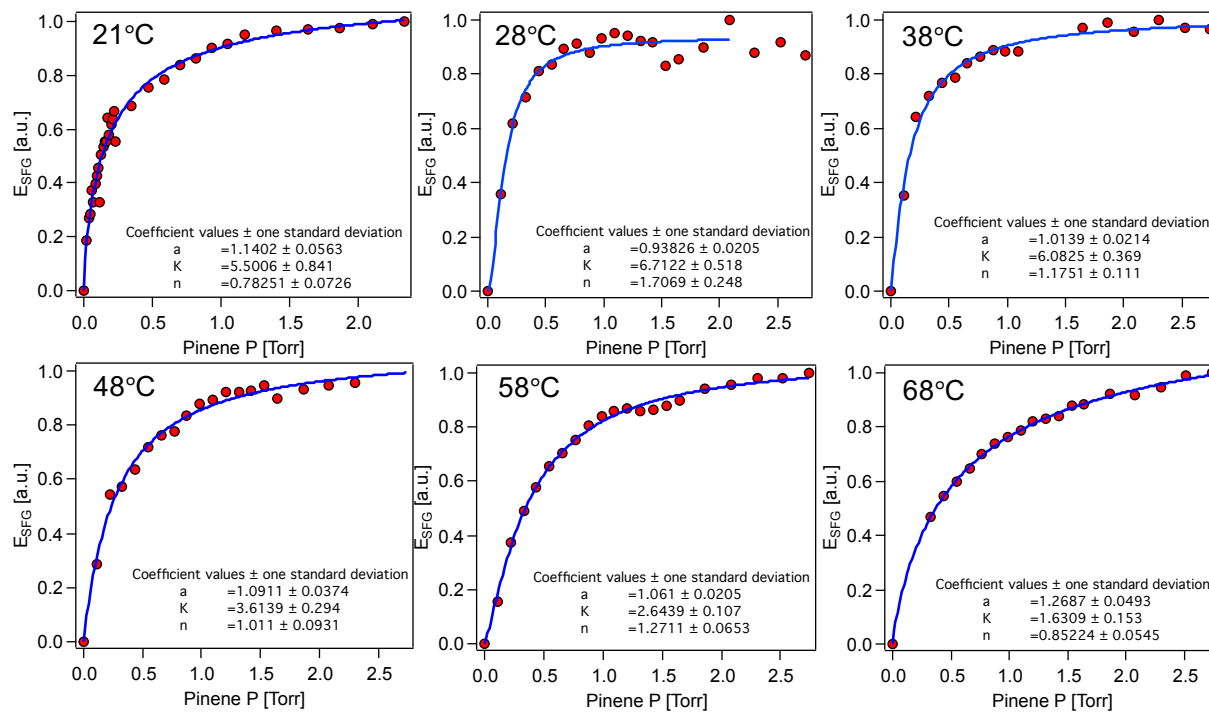 21°C
E_SFG [a.u.]
1.0
0.8
0.6
0.4
0.2
0.0
Coefficient values ± one standard deviation
a =1.1402 ± 0.0563
K =5.5006 ± 0.841
n =0.78251 ± 0.0726
0.0 0.5 1.0 1.5 2.0
Pinene P [Torr]
28°C
E_SFG [a.u.]
1.0
0.8
0.6
0.4
0.2
0.0
Coefficient values ± one standard deviation
a =0.93826 ± 0.0205
K =6.7122 ± 0.518
n =1.7069 ± 0.248
0.0 0.5 1.0 1.5 2.0 2.5
Pinene P [Torr]
38°C
E_SFG [a.u.]
1.0
0.8
0.6
0.4
0.2
0.0
Coefficient values ± one standard deviation
a =1.0139 ± 0.0214
K =6.0825 ± 0.369
n =1.1751 ± 0.111
0.0 0.5 1.0 1.5 2.0 2.5
Pinene P [Torr]
48°C
E_SFG [a.u.]
1.0
0.8
0.6
0.4
0.2
0.0
Coefficient values ± one standard deviation
a =1.0911 ± 0.0374
K =3.6139 ± 0.294
n =1.011 ± 0.0931
0.0 0.5 1.0 1.5 2.0 2.5
Pinene P [Torr]
58°C
E_SFG [a.u.]
1.0
0.8
0.6
0.4
0.2
0.0
Coefficient values ± one standard deviation
a =1.061 ± 0.0205
K =2.6439 ± 0.107
n =1.2711 ± 0.0653
0.0 0.5 1.0 1.5 2.0 2.5
Pinene P [Torr]
68°C
E_SFG [a.u.]
1.0
0.8
0.6
0.4
0.2
0.0
Coefficient values ± one standard deviation
a =1.2687 ± 0.0493
K =1.6309 ± 0.153
n =0.85224 ± 0.0545
0.0 0.5 1.0 1.5 2.0 2.5
Pinene P [Torr]